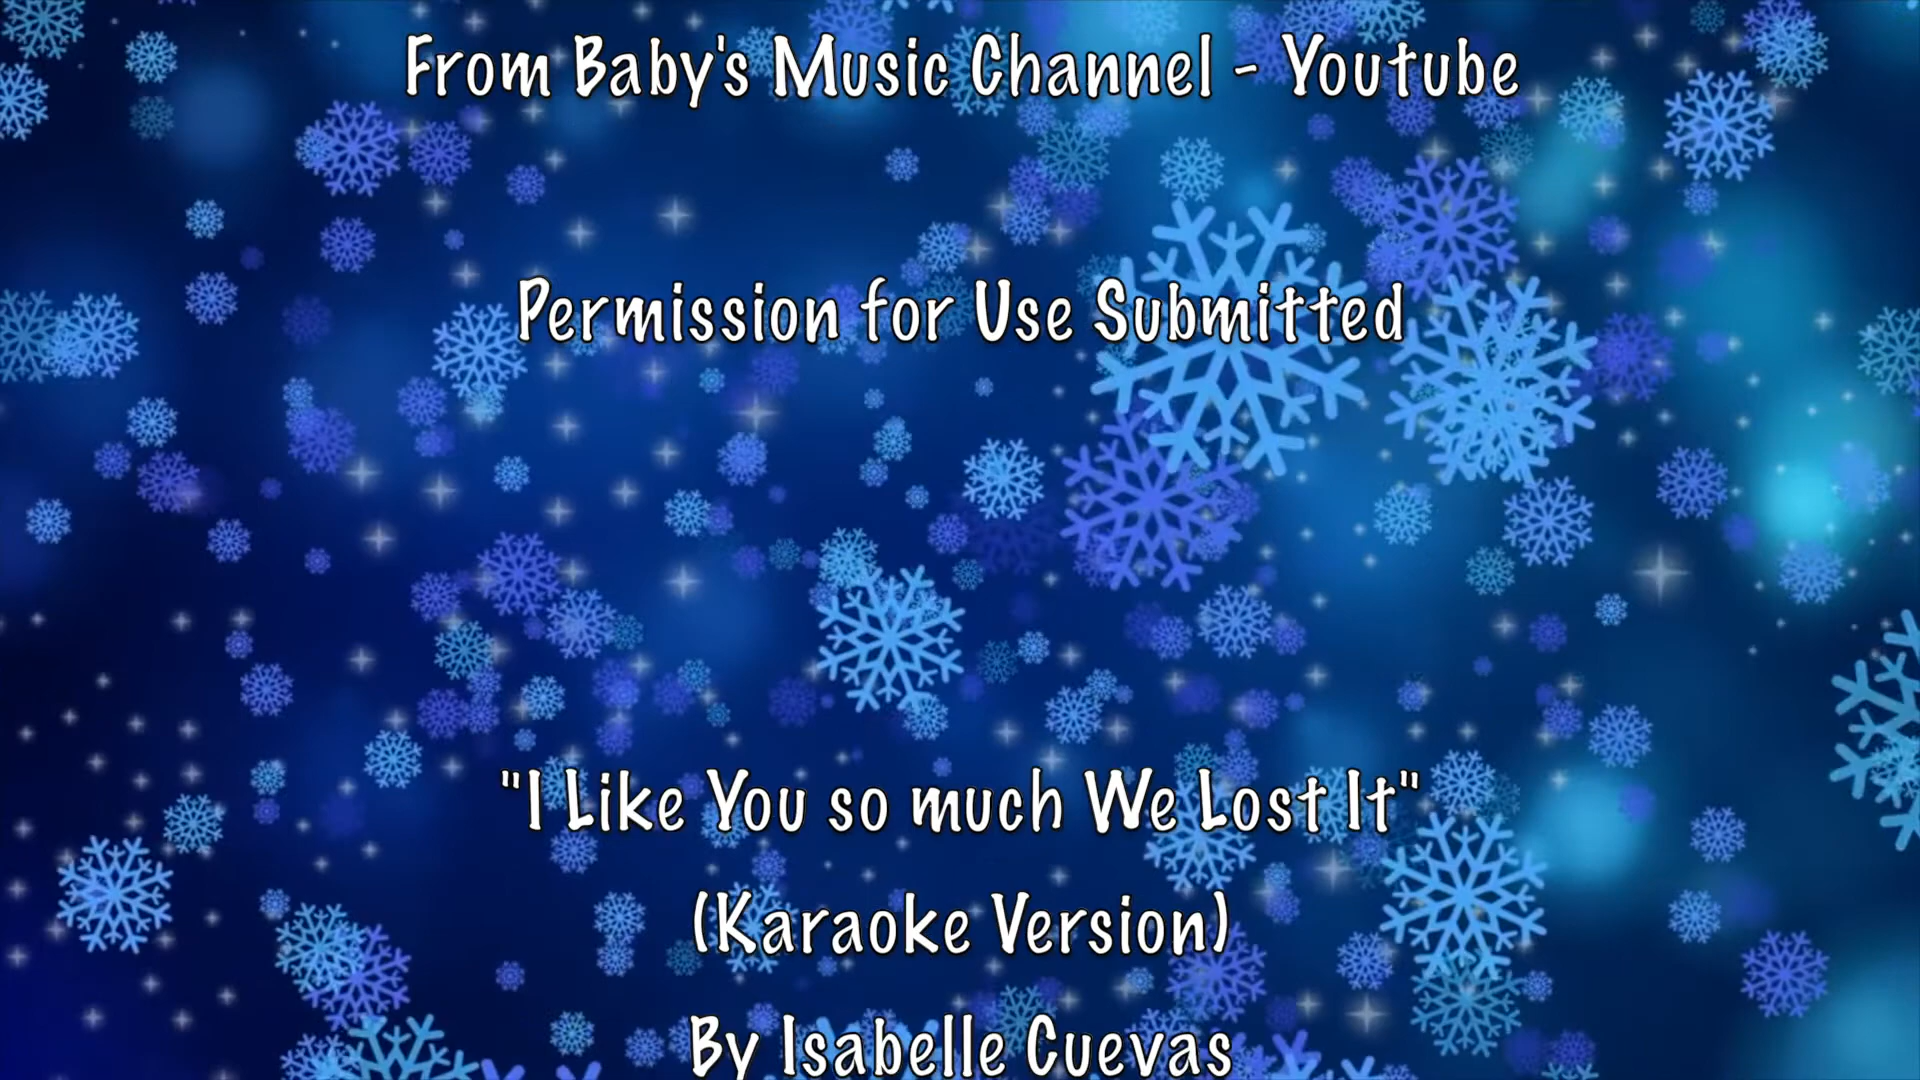 From Baby's Music Channel - Youtube
Permission for Use Submitted
"I Like You so much We Lost It"
(Karaoke Version)
By Isabelle Cuevas